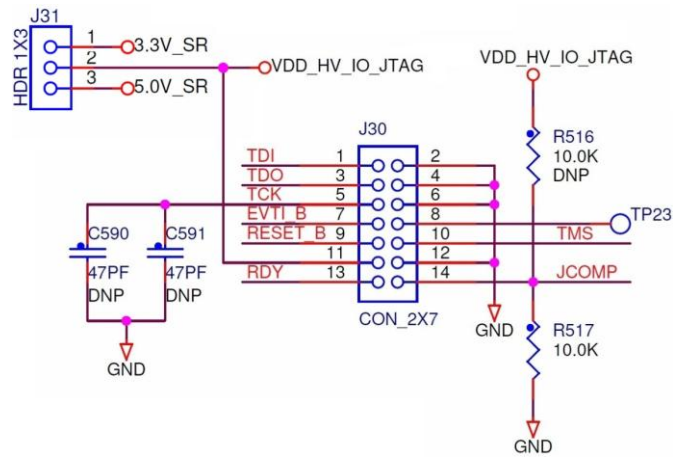 J31
HDR 1X3
1
3.3V_SR
2
VDD_HV_IO_JTAG
3
5.0V_SR
VDD_HV_IO_JTAG
R516
10.0K
DNP
J30
TDI 1 2
TDO 3 4
TCK 5 6
EVTI_B 7 8
TP23
RESET_B 9 10 TMS
11 12
RDY 13 14 JCOMP
CON_2X7
C590
47PF
DNP
C591
47PF
DNP
GND
GND
R517
10.0K
GND